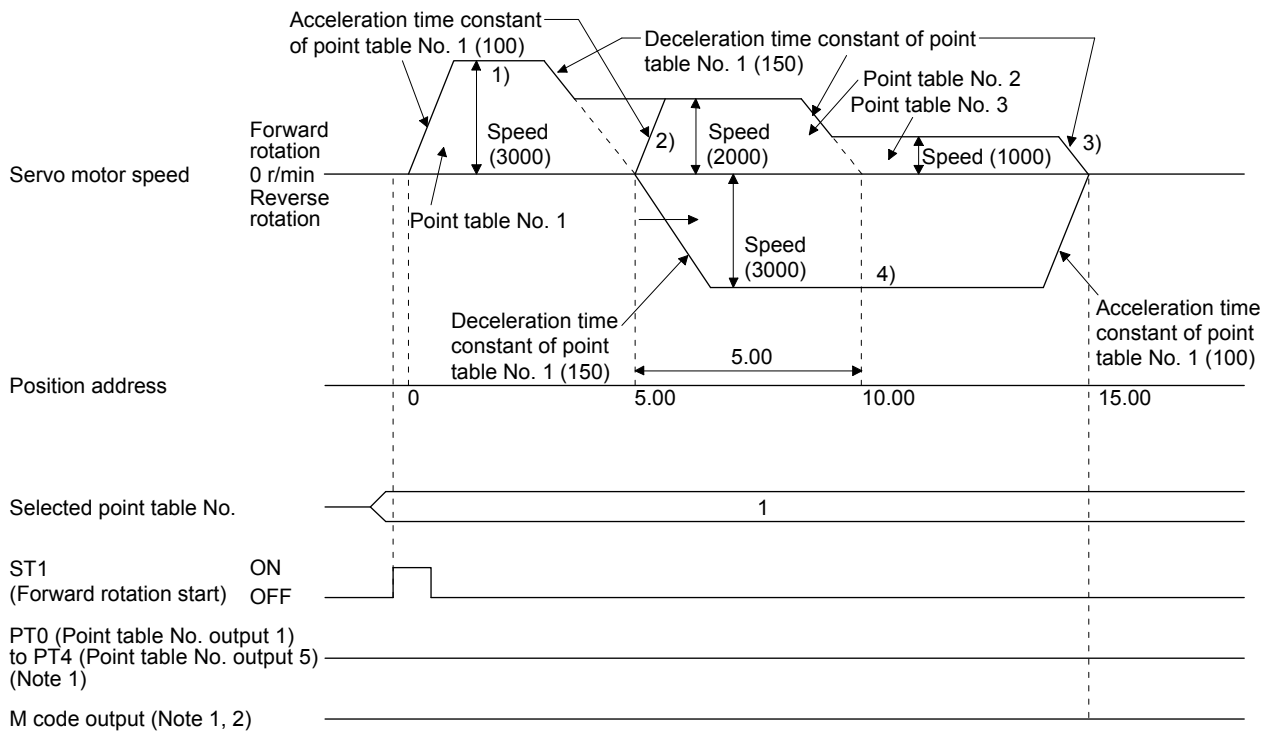 Acceleration time constant
of point table No. 1 (100)
Deceleration time constant of point
table No. 1 (150)
1)
Point table No. 2
Point table No. 3
Servo motor speed
Forward
rotation
0 r/min
Reverse
rotation
Speed
(3000)
2)
Speed
(2000)
Speed (1000)
3)
Point table No. 1
Speed
(3000)
4)
Deceleration time
constant of point
table No. 1 (150)
Acceleration time
constant of point
table No. 1 (100)
5.00
Position address
0
5.00
10.00
15.00
Selected point table No.
1
ST1
(Forward rotation start)
ON
OFF
PT0 (Point table No. output 1)
to PT4 (Point table No. output 5)
(Note 1)
M code output (Note 1, 2)